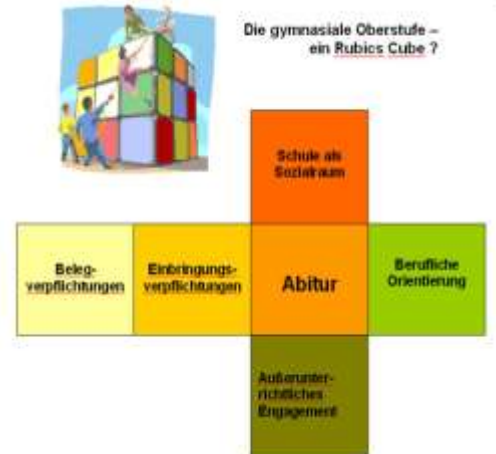 Die gymnasiale Oberstufe –
ein Rubics Cube ?
Schule als
Sozialraum
Beleg-
verpflichtungen
Einbringungs-
verpflichtungen
Abitur
Berufliche
Orientierung
Außerunter-
richtliches
Engagement